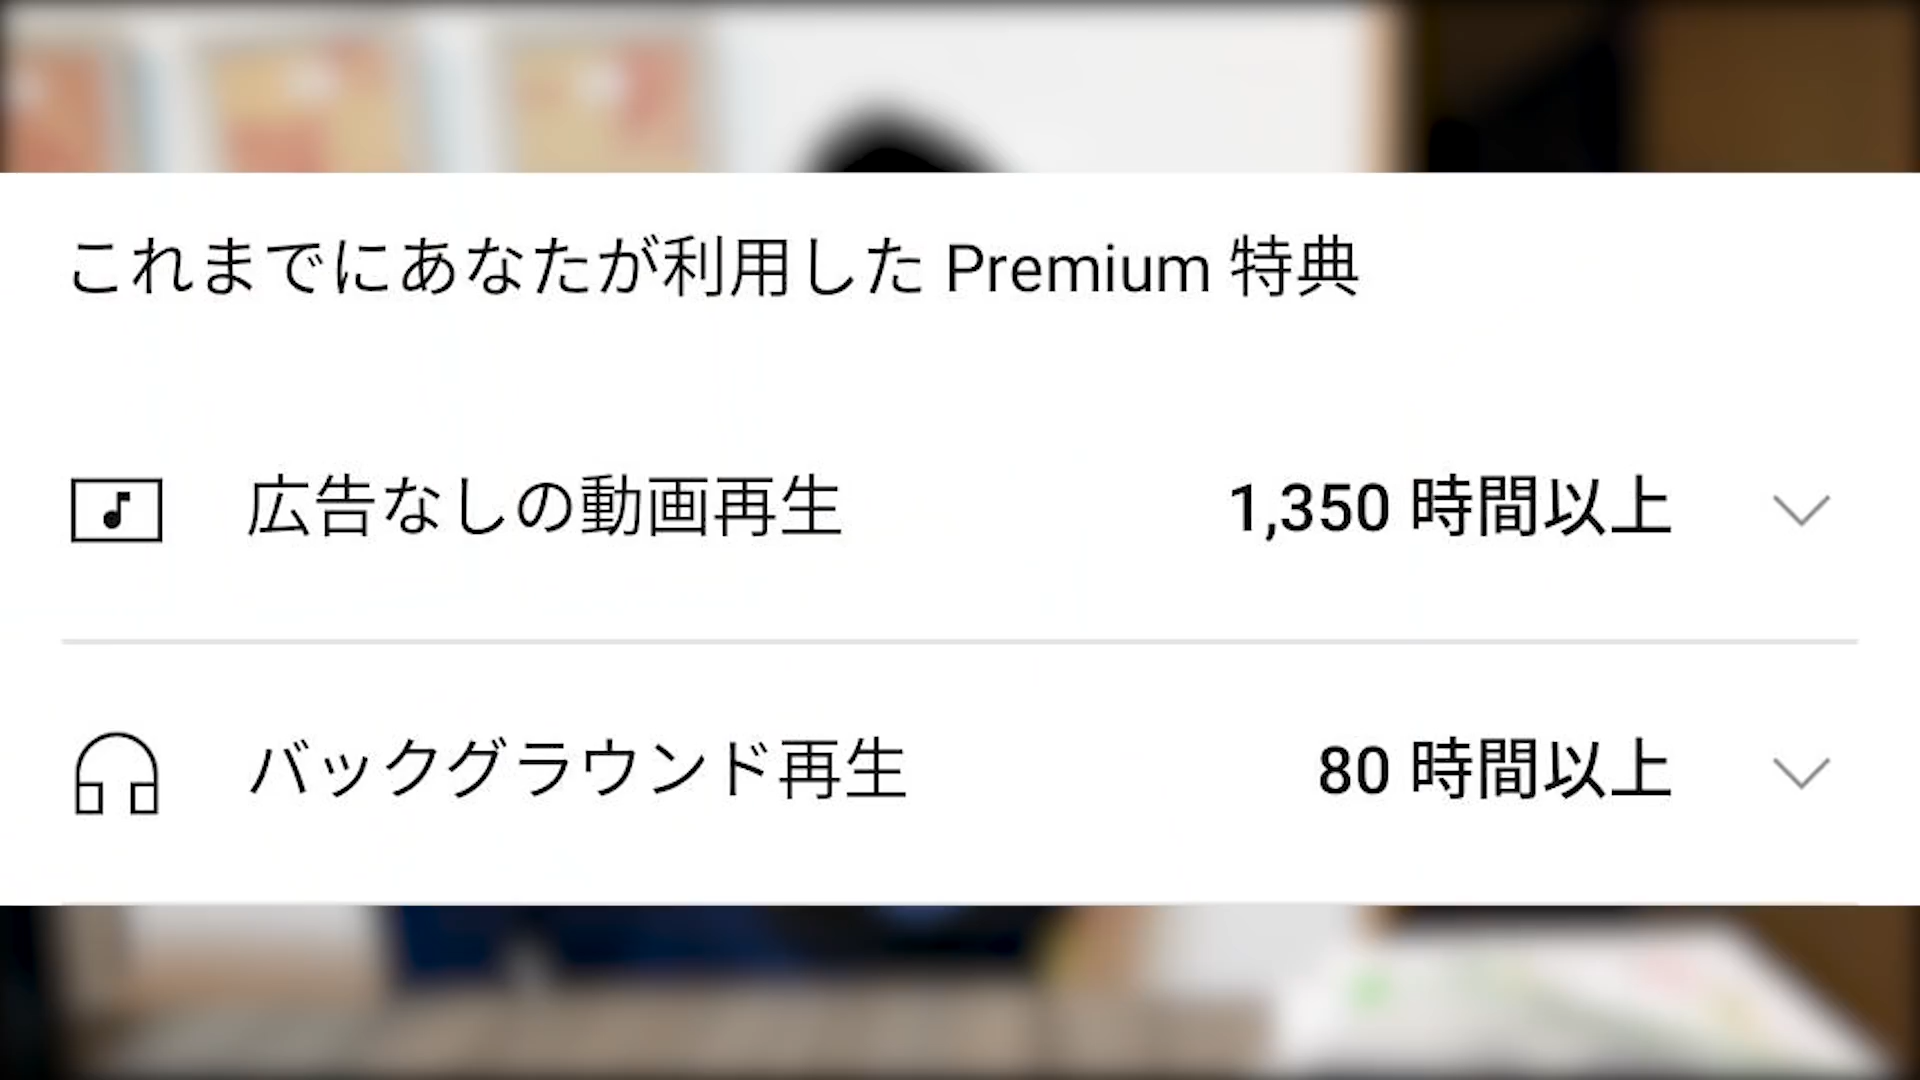 これまでにあなたが利用した Premium 特典
広告なしの動画再生 1,350 時間以上
バックグラウンド再生 80 時間以上